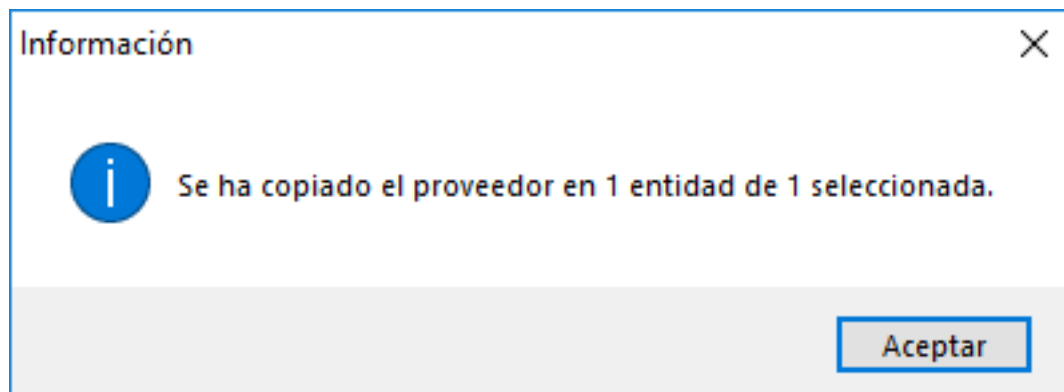 Información
Se ha copiado el proveedor en 1 entidad de 1 seleccionada.
Aceptar